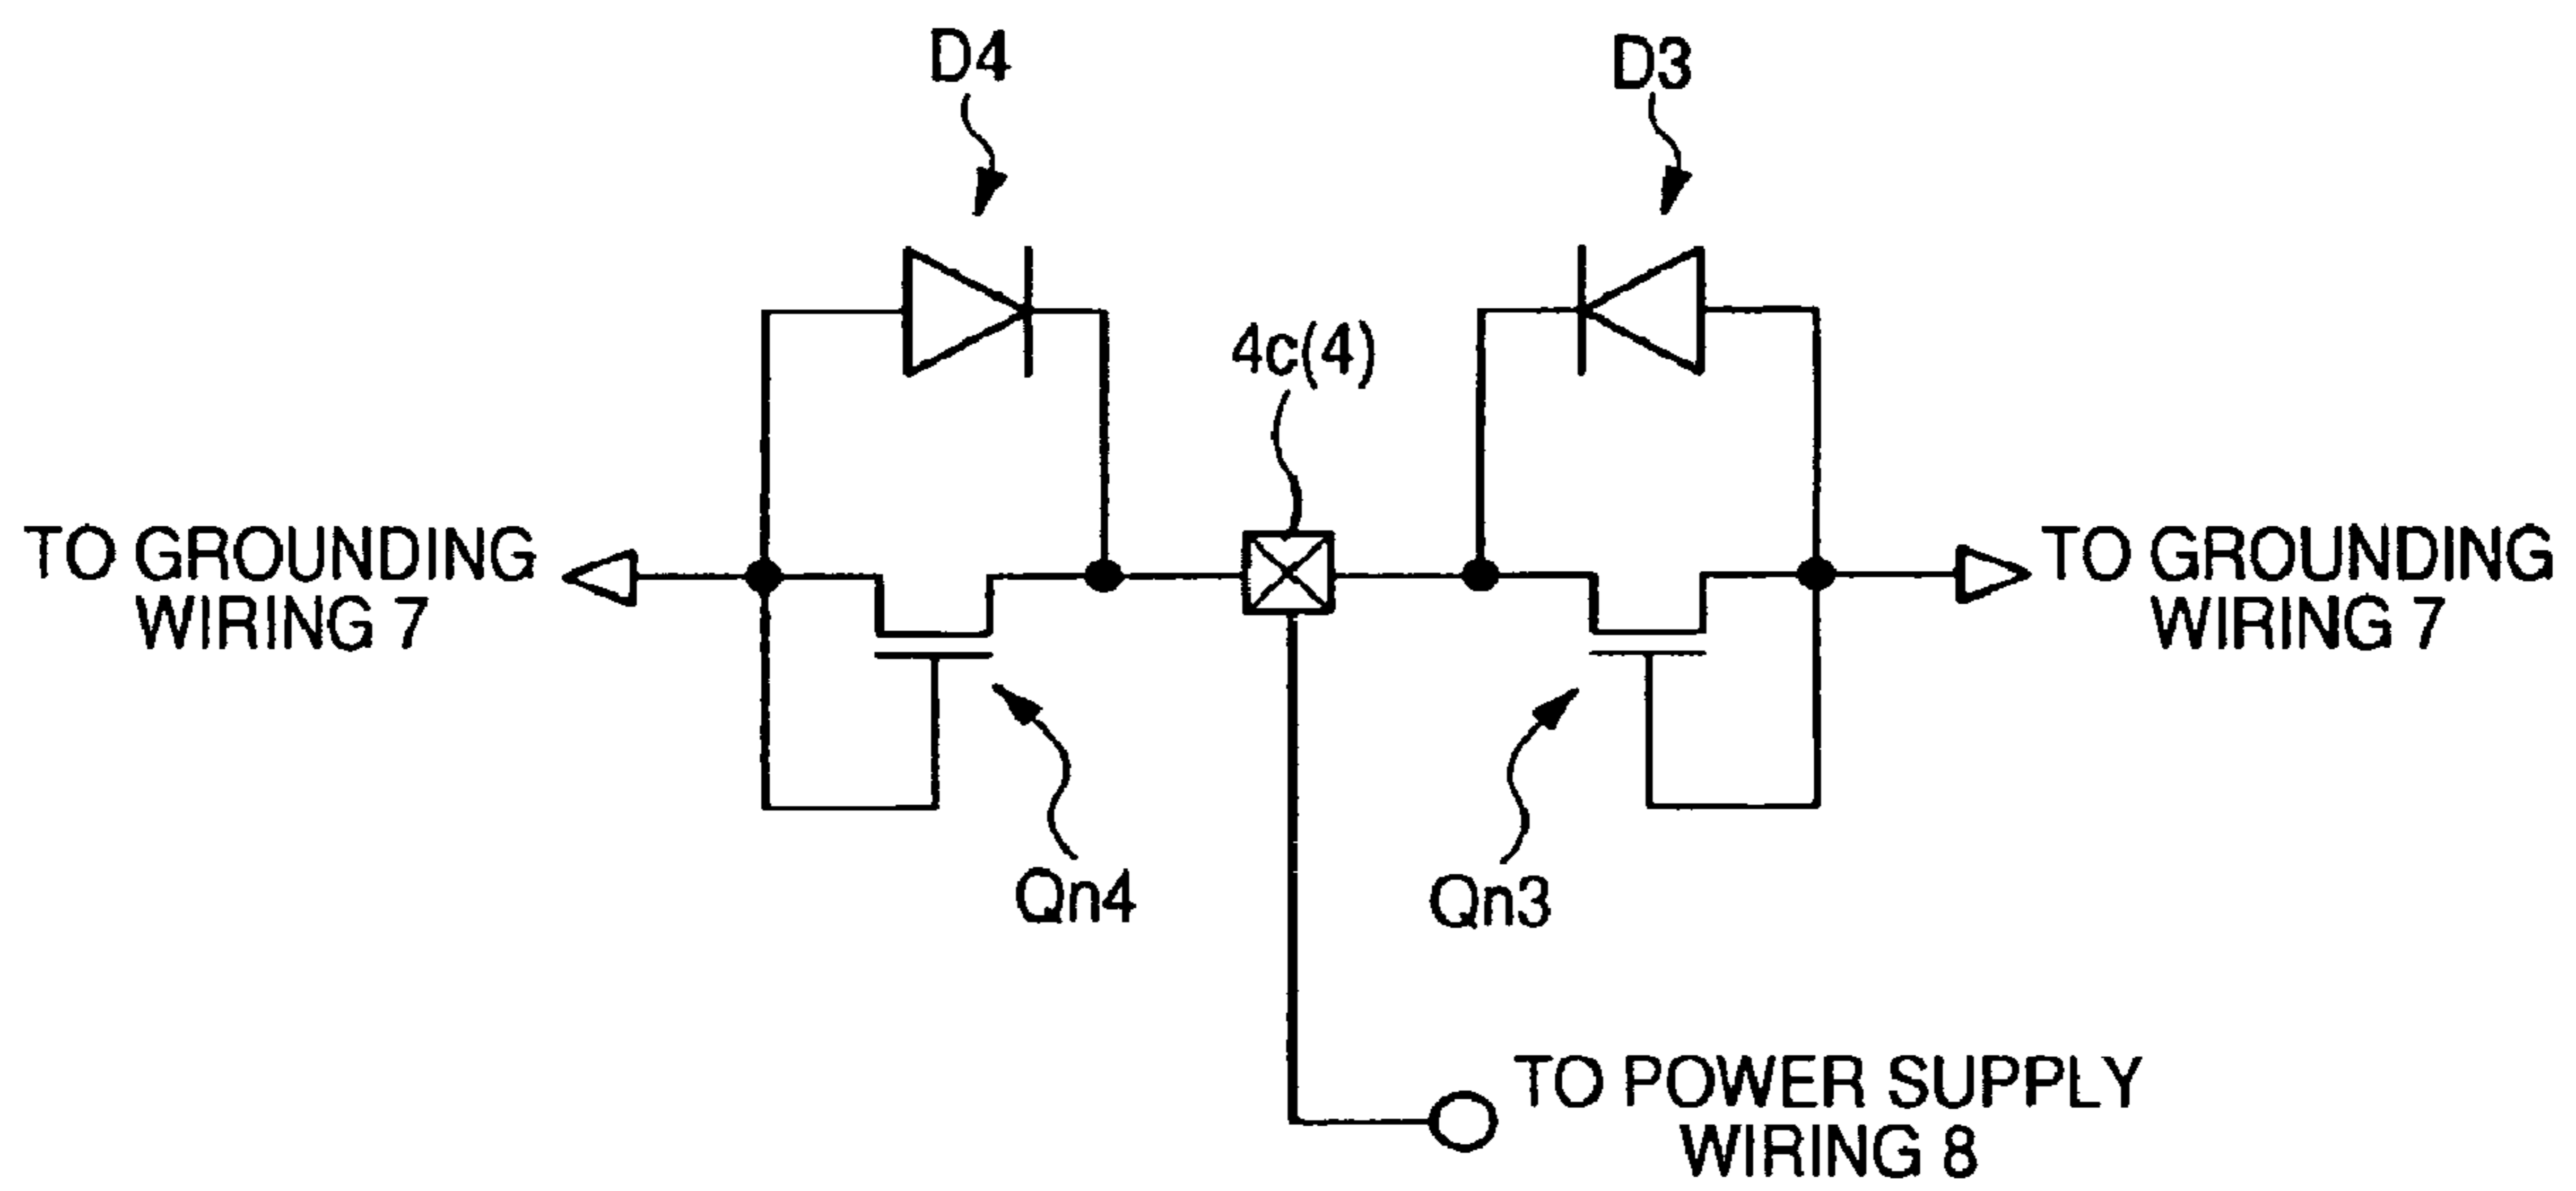 D4
D3
4c(4)
TO GROUNDING
WIRING 7
TO GROUNDING
WIRING 7
Qn4
Qn3
TO POWER SUPPLY
WIRING 8